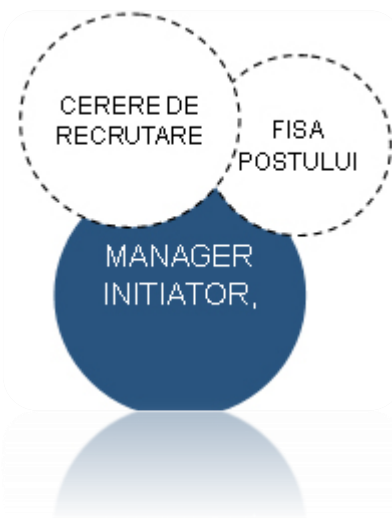 CERERE DE
RECRUTARE
FISA
POSTULUI
MANAGER
INITIATOR,